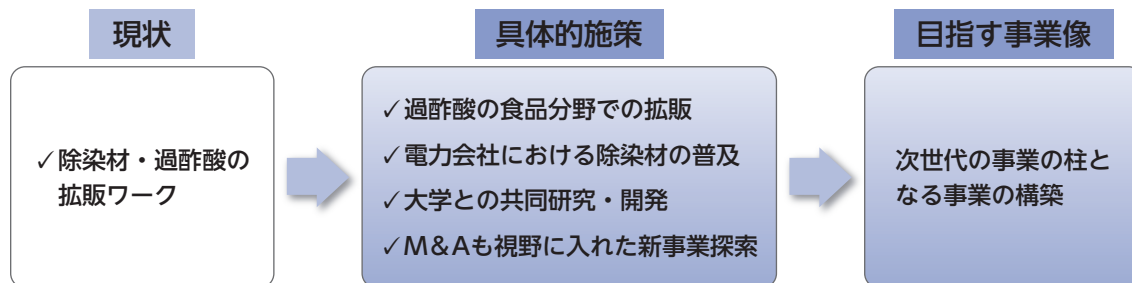 現状
✓除染材・過酢酸の
拡販ワーク
具体的施策
✓過酢酸の食品分野での拡販
✓電力会社における除染材の普及
✓大学との共同研究・開発
✓M&Aも視野に入れた新事業探索
目指す事業像
次世代の事業の柱と
なる事業の構築